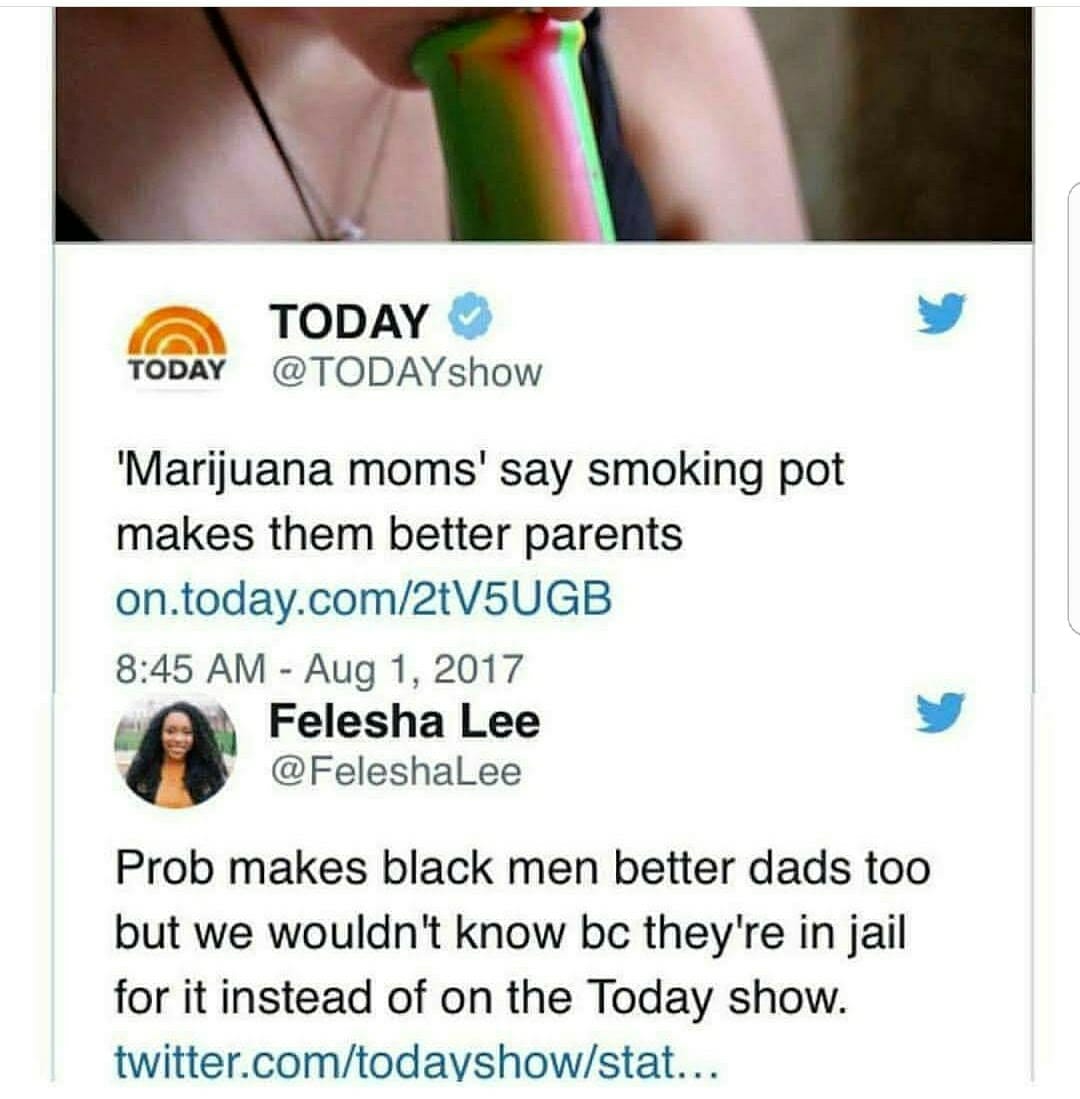 TODAY
TODAY
@TODAYshow
'Marijuana moms' say smoking pot
makes them better parents
on.today.com/2tV5UGB
8:45 AM - Aug 1, 2017
Felesha Lee
@FeleshaLee
Prob makes black men better dads too
but we wouldn't know bc they're in jail
for it instead of on the Today show.
twitter.com/todayshow/stat...